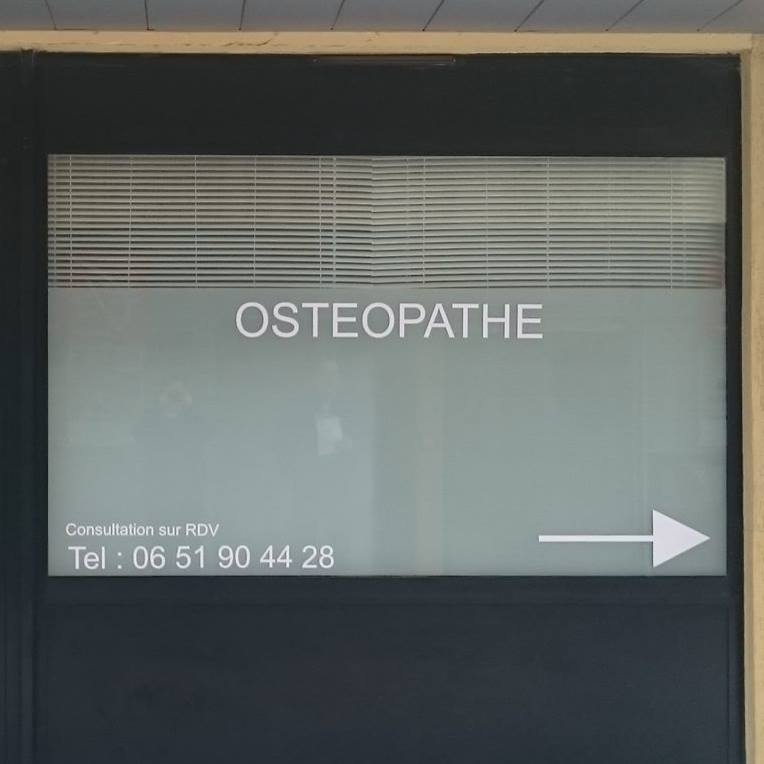 OSTEOPATHE
Consultation sur RDV
Tel : 06 51 90 44 28